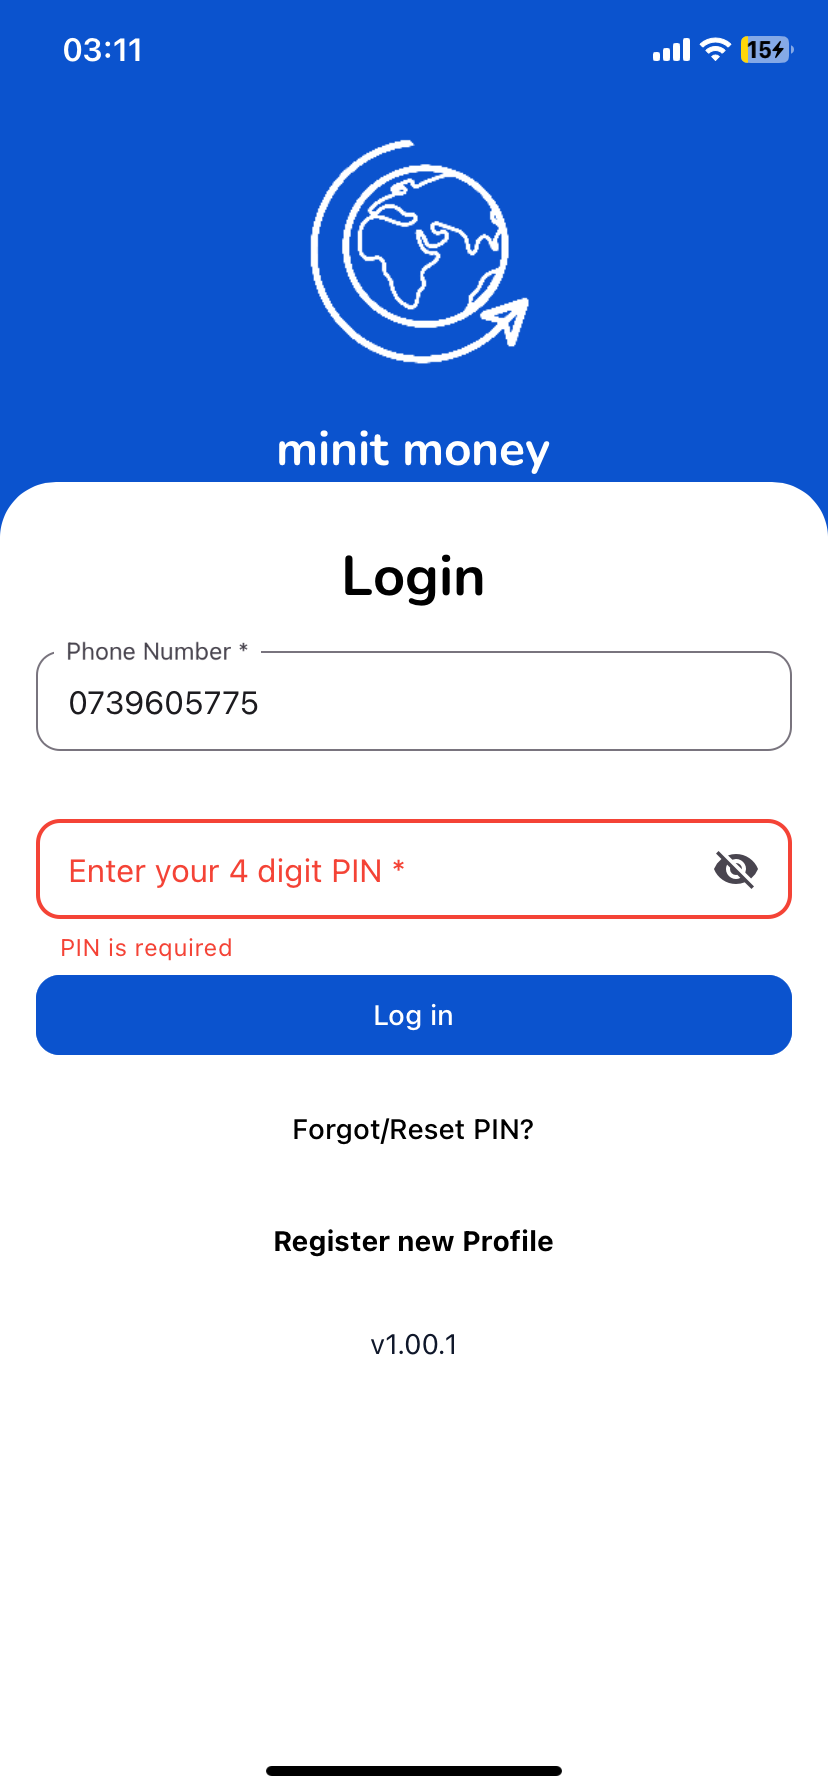 03:11
15
minit money
Login
Phone Number *
0739605775
Enter your 4 digit PIN *
PIN is required
Log in
Forgot/Reset PIN?
Register new Profile
v1.00.1